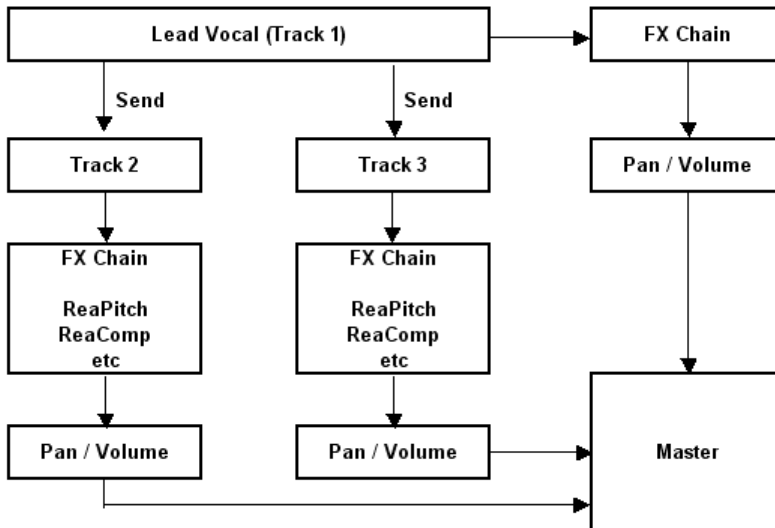 Lead Vocal (Track 1)
FX Chain
Send
Send
Track 2
Track 3
Pan / Volume
FX Chain
ReaPitch
ReaComp
etc
FX Chain
ReaPitch
ReaComp
etc
Pan / Volume
Pan / Volume
Master